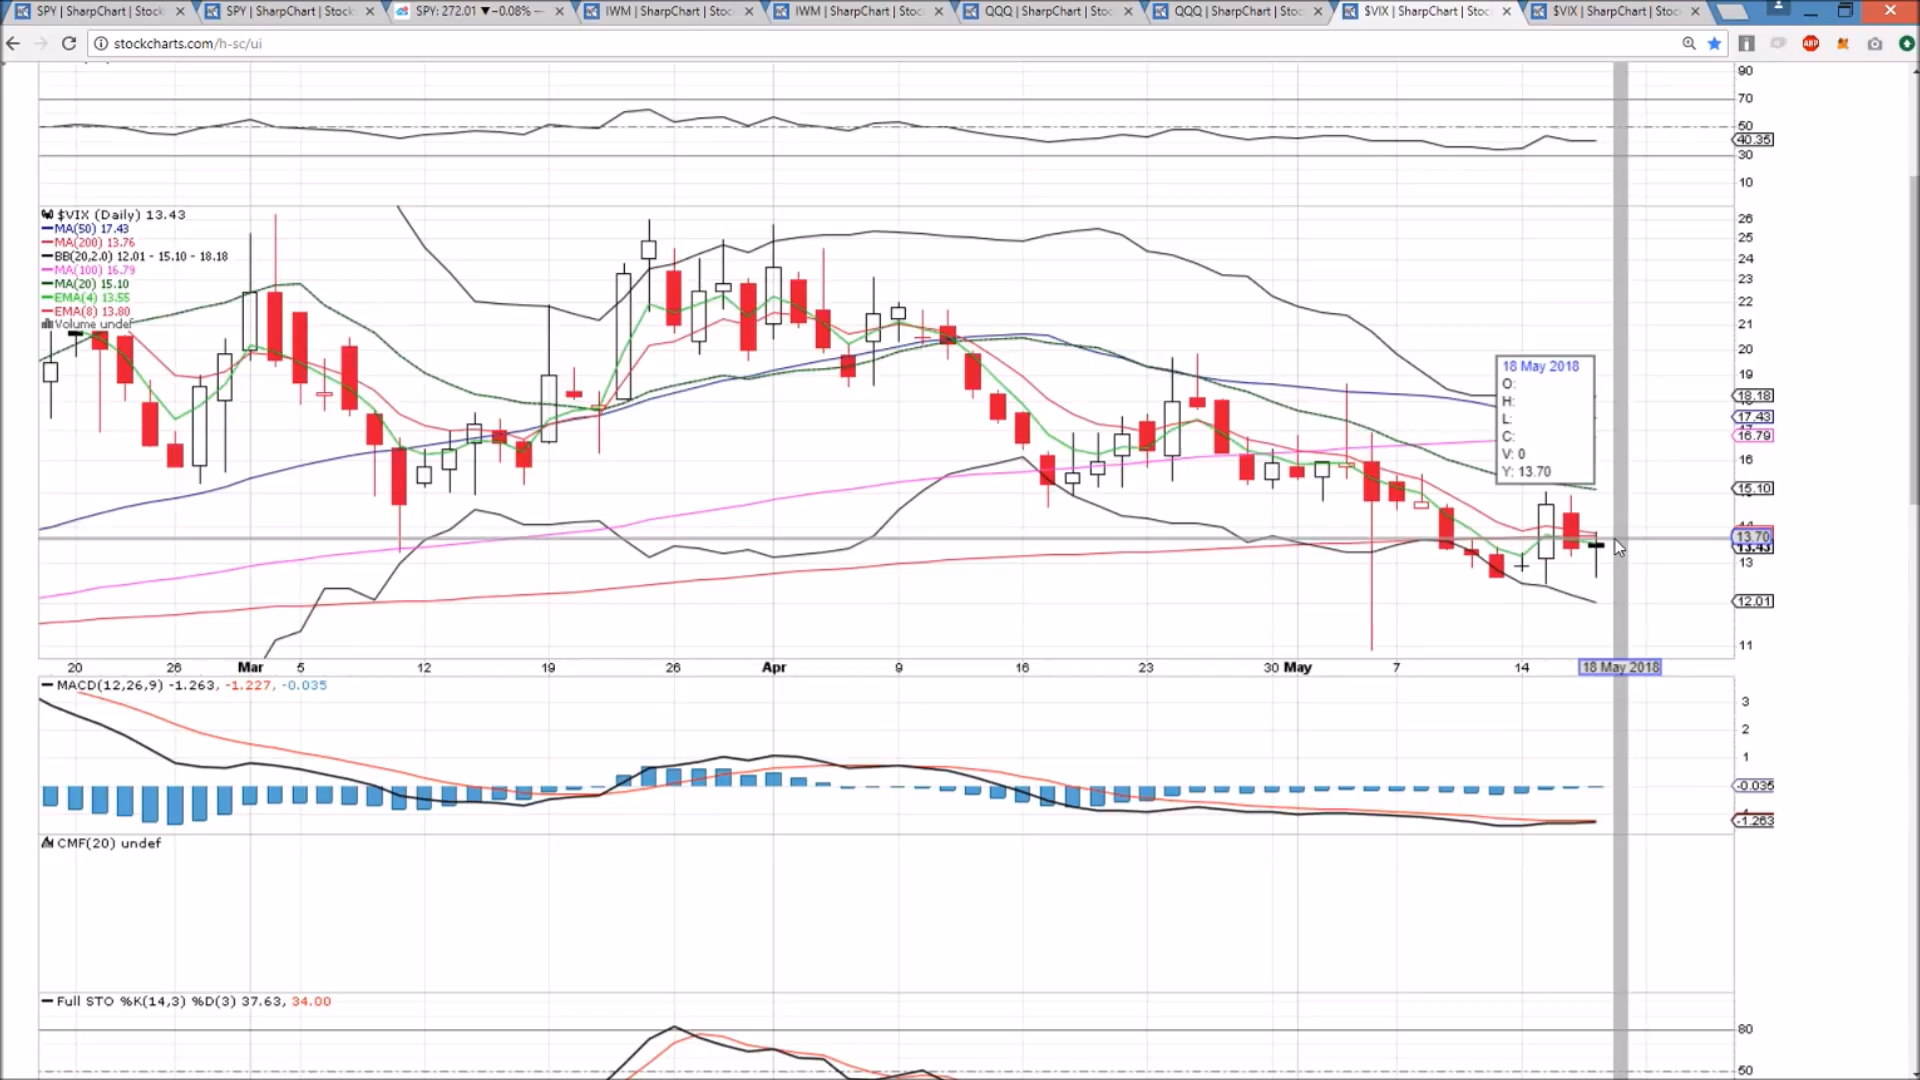 SPY | SharpChart | Stock
SPY | SharpChart | Stock
SPY: 272.01 ▼−0.08% —
IWM | SharpChart | Stoc
IWM | SharpChart | Stoc
QQQ | SharpChart | Stoc
QQQ | SharpChart | Stoc
$VIX | SharpChart | Stoc
$VIX | SharpChart | Stoc
stockcharts.com/h-sc/ui
ABP
90
70
50
40.35
30
10
$VIX (Daily) 13.43
MA(50) 17.43
MA(200) 13.76
BB(20,2.0) 12.01 - 15.10 - 18.18
MA(100) 16.79
MA(20) 15.10
EMA(4) 13.55
EMA(8) 13.80
Volume undef
26
25
24
23
22
21
20
19
18.18
17.43
16.79
16
15.10
14
13.70
13.43
13
12.01
11
18 May 2018
O:
H:
L:
C:
V: 0
Y: 13.70
20 26 Mar 5 12 19 26 Apr 9 16 23 30 May 7 14 18 May 2018
MACD(12,26,9) -1.263, -1.227, -0.035
3
2
1
-0.035
-1.263
CMF(20) undef
Full STO %K(14,3) %D(3) 37.63, 34.00
80
50